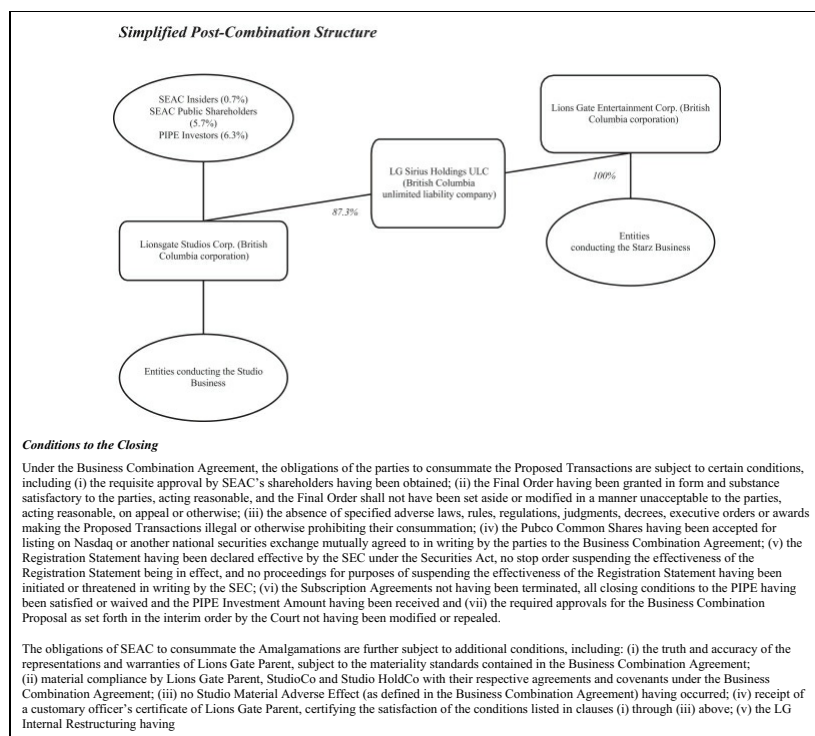 Simplified Post-Combination Structure
SEAC Insiders (0.7%)
SEAC Public Shareholders
(5.7%)
PIPE Investors (6.3%)
Lions Gate Entertainment Corp. (British
Columbia corporation)
LG Sirius Holdings ULC
(British Columbia
unlimited liability company)
100%
87.3%
Lionsgate Studios Corp. (British
Columbia corporation)
Entities
conducting the Starz Business
Entities conducting the Studio
Business
Conditions to the Closing
Under the Business Combination Agreement, the obligations of the parties to consummate the Proposed Transactions are subject to certain conditions,
including (i) the requisite approval by SEAC's shareholders having been obtained; (ii) the Final Order having been granted in form and substance
satisfactory to the parties, acting reasonable, and the Final Order shall not have been set aside or modified in a manner unacceptable to the parties,
acting reasonable, on appeal or otherwise; (iii) the absence of specified adverse laws, rules, regulations, judgments, decrees, executive orders or awards
making the Proposed Transactions illegal or otherwise prohibiting their consummation; (iv) the Pubco Common Shares having been accepted for
listing on Nasdaq or another national securities exchange mutually agreed to in writing by the parties to the Business Combination Agreement; (v) the
Registration Statement having been declared effective by the SEC under the Securities Act, no stop order suspending the effectiveness of the
Registration Statement being in effect, and no proceedings for purposes of suspending the effectiveness of the Registration Statement having been
initiated or threatened in writing by the SEC; (vi) the Subscription Agreements not having been terminated, all closing conditions to the PIPE having
been satisfied or waived and the PIPE Investment Amount having been received and (vii) the required approvals for the Business Combination
Proposal as set forth in the interim order by the Court not having been modified or repealed.
The obligations of SEAC to consummate the Amalgamations are further subject to additional conditions, including: (i) the truth and accuracy of the
representations and warranties of Lions Gate Parent, subject to the materiality standards contained in the Business Combination Agreement;
(ii) material compliance by Lions Gate Parent, StudioCo and Studio HoldCo with their respective agreements and covenants under the Business
Combination Agreement; (iii) no Studio Material Adverse Effect (as defined in the Business Combination Agreement) having occurred; (iv) receipt of
a customary officer's certificate of Lions Gate Parent, certifying the satisfaction of the conditions listed in clauses (i) through (iii) above; (v) the LG
Internal Restructuring having